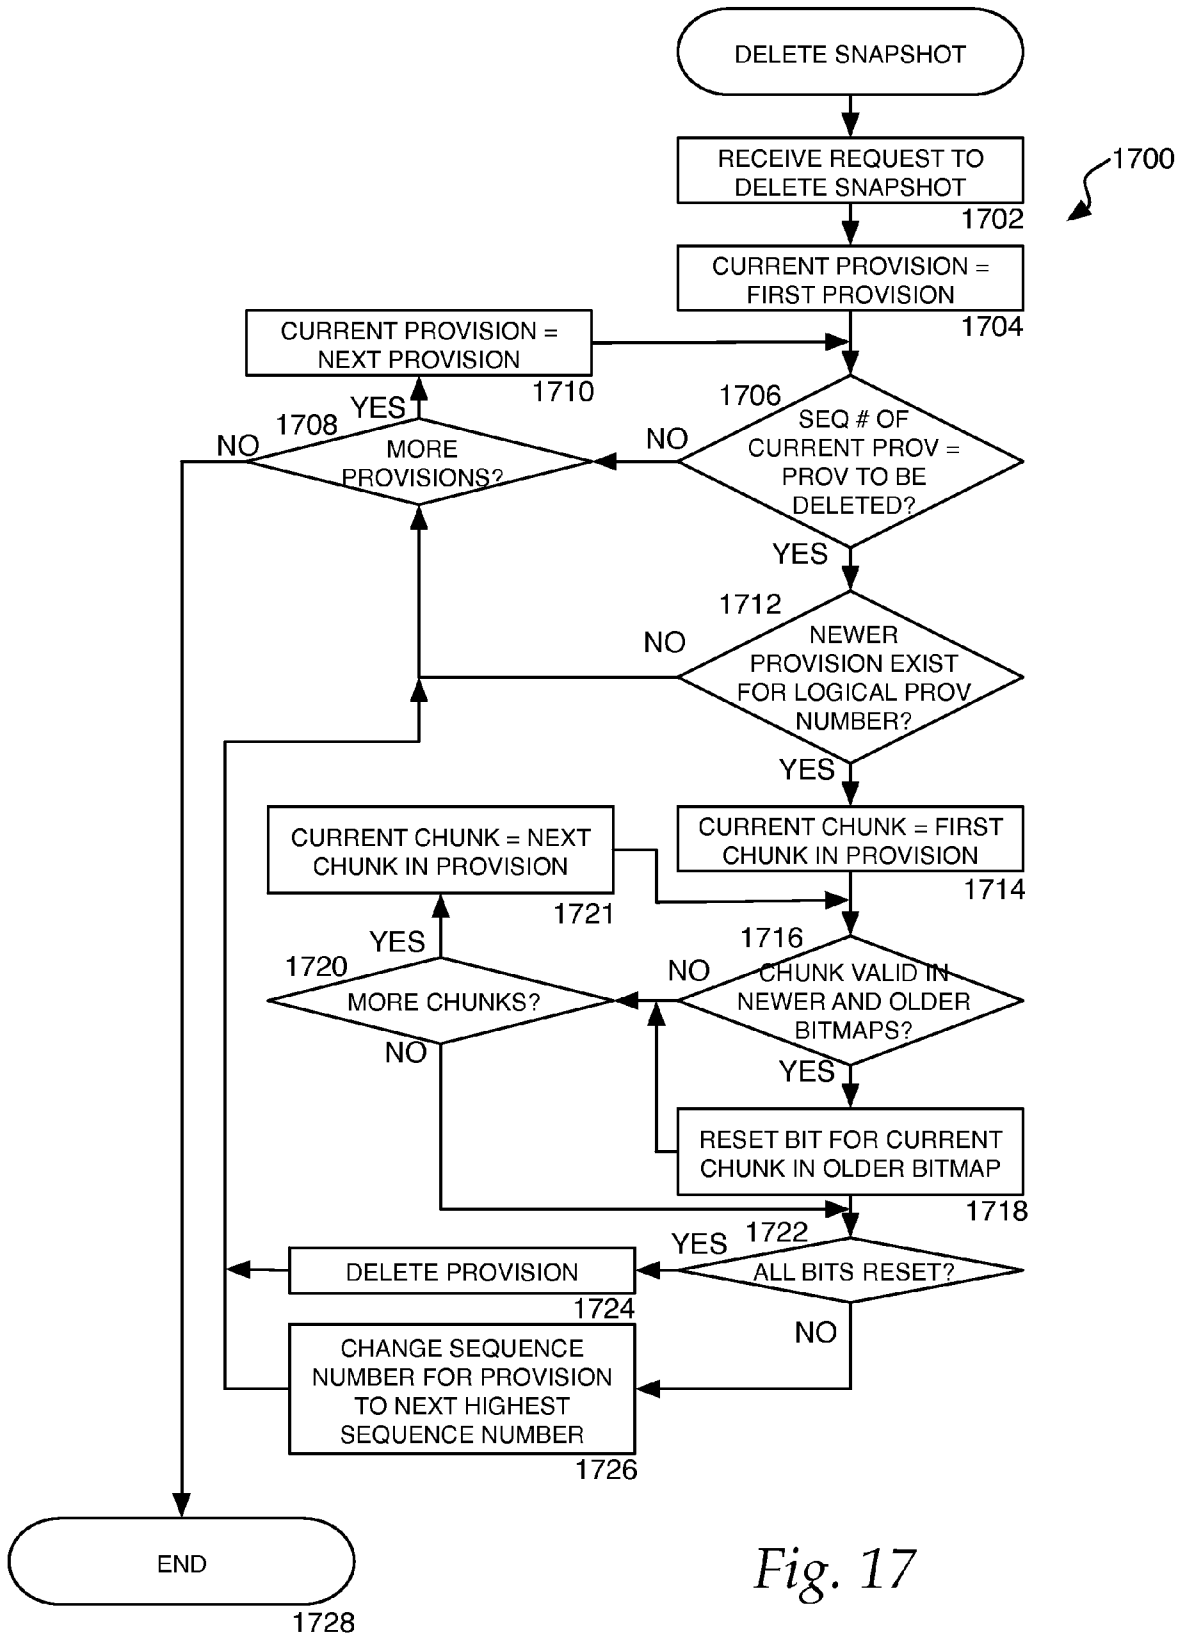 DELETE SNAPSHOT
RECEIVE REQUEST TO
DELETE SNAPSHOT
1702
1700
CURRENT PROVISION =
FIRST PROVISION
1704
CURRENT PROVISION =
NEXT PROVISION
1710
1706
SEQ # OF
CURRENT PROV =
PROV TO BE
DELETED?
NO
YES
1708
YES
NO
MORE
PROVISIONS?
1712
NEWER
PROVISION EXIST
FOR LOGICAL PROV
NUMBER?
NO
YES
CURRENT CHUNK = FIRST
CHUNK IN PROVISION
1714
CURRENT CHUNK = NEXT
CHUNK IN PROVISION
1721
1716
CHUNK VALID IN
NEWER AND OLDER
BITMAPS?
NO
YES
1720
YES
MORE CHUNKS?
NO
RESET BIT FOR CURRENT
CHUNK IN OLDER BITMAP
1718
1722
YES
ALL BITS RESET?
NO
DELETE PROVISION
1724
CHANGE SEQUENCE
NUMBER FOR PROVISION
TO NEXT HIGHEST
SEQUENCE NUMBER
1726
END
1728
Fig. 17